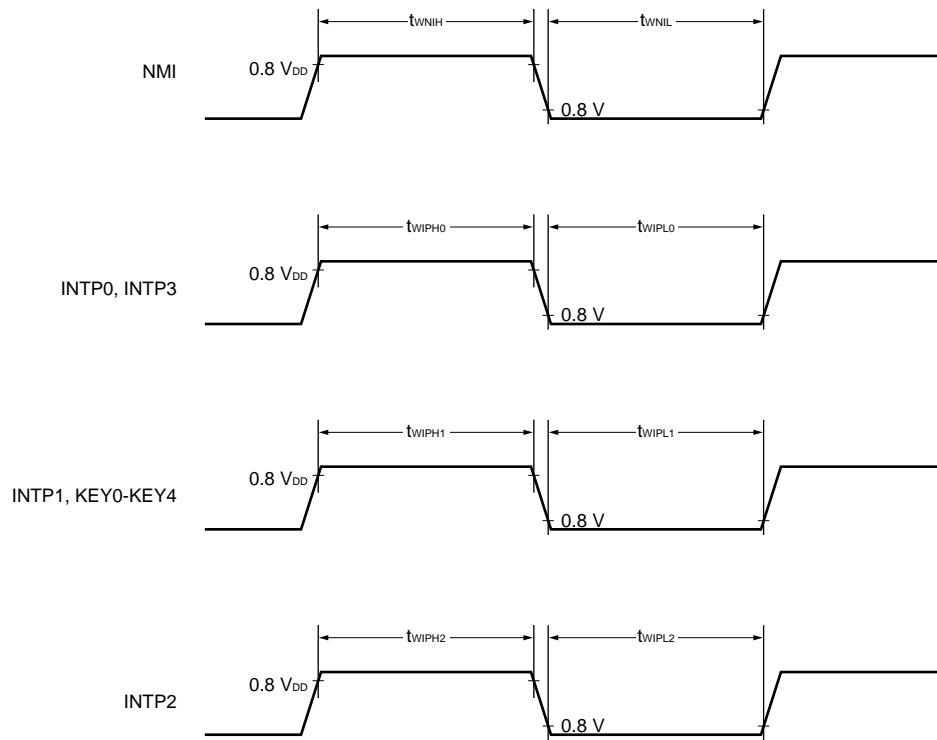 tWNIH tWNIL
NMI
0.8 VDD
0.8 V
tWIPH0 tWIPL0
INTP0, INTP3
0.8 VDD
0.8 V
tWIPH1 tWIPL1
INTP1, KEY0-KEY4
0.8 VDD
0.8 V
tWIPH2 tWIPL2
INTP2
0.8 VDD
0.8 V